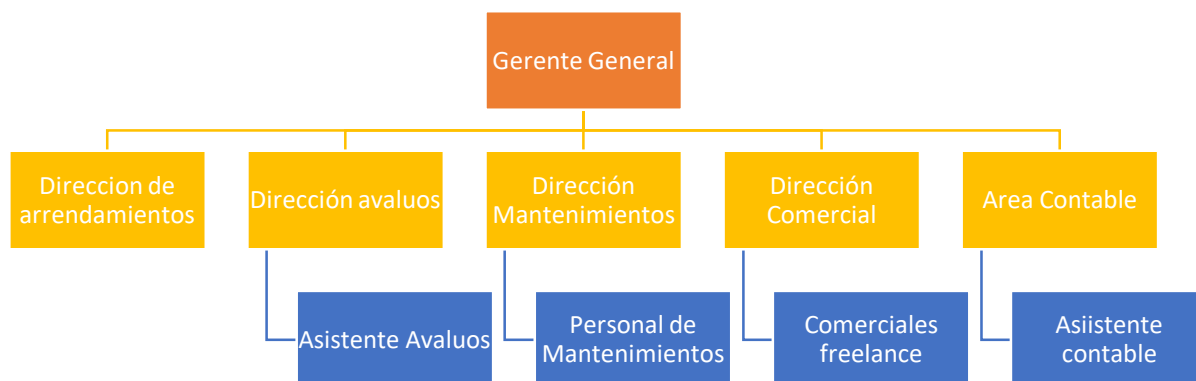 Gerente General
Direccion de
arrendamientos
Dirección avaluos
Dirección
Mantenimientos
Dirección
Comercial
Area Contable
Asistente Avaluos
Personal de
Mantenimientos
Comerciales
freelance
Asiistente
contable